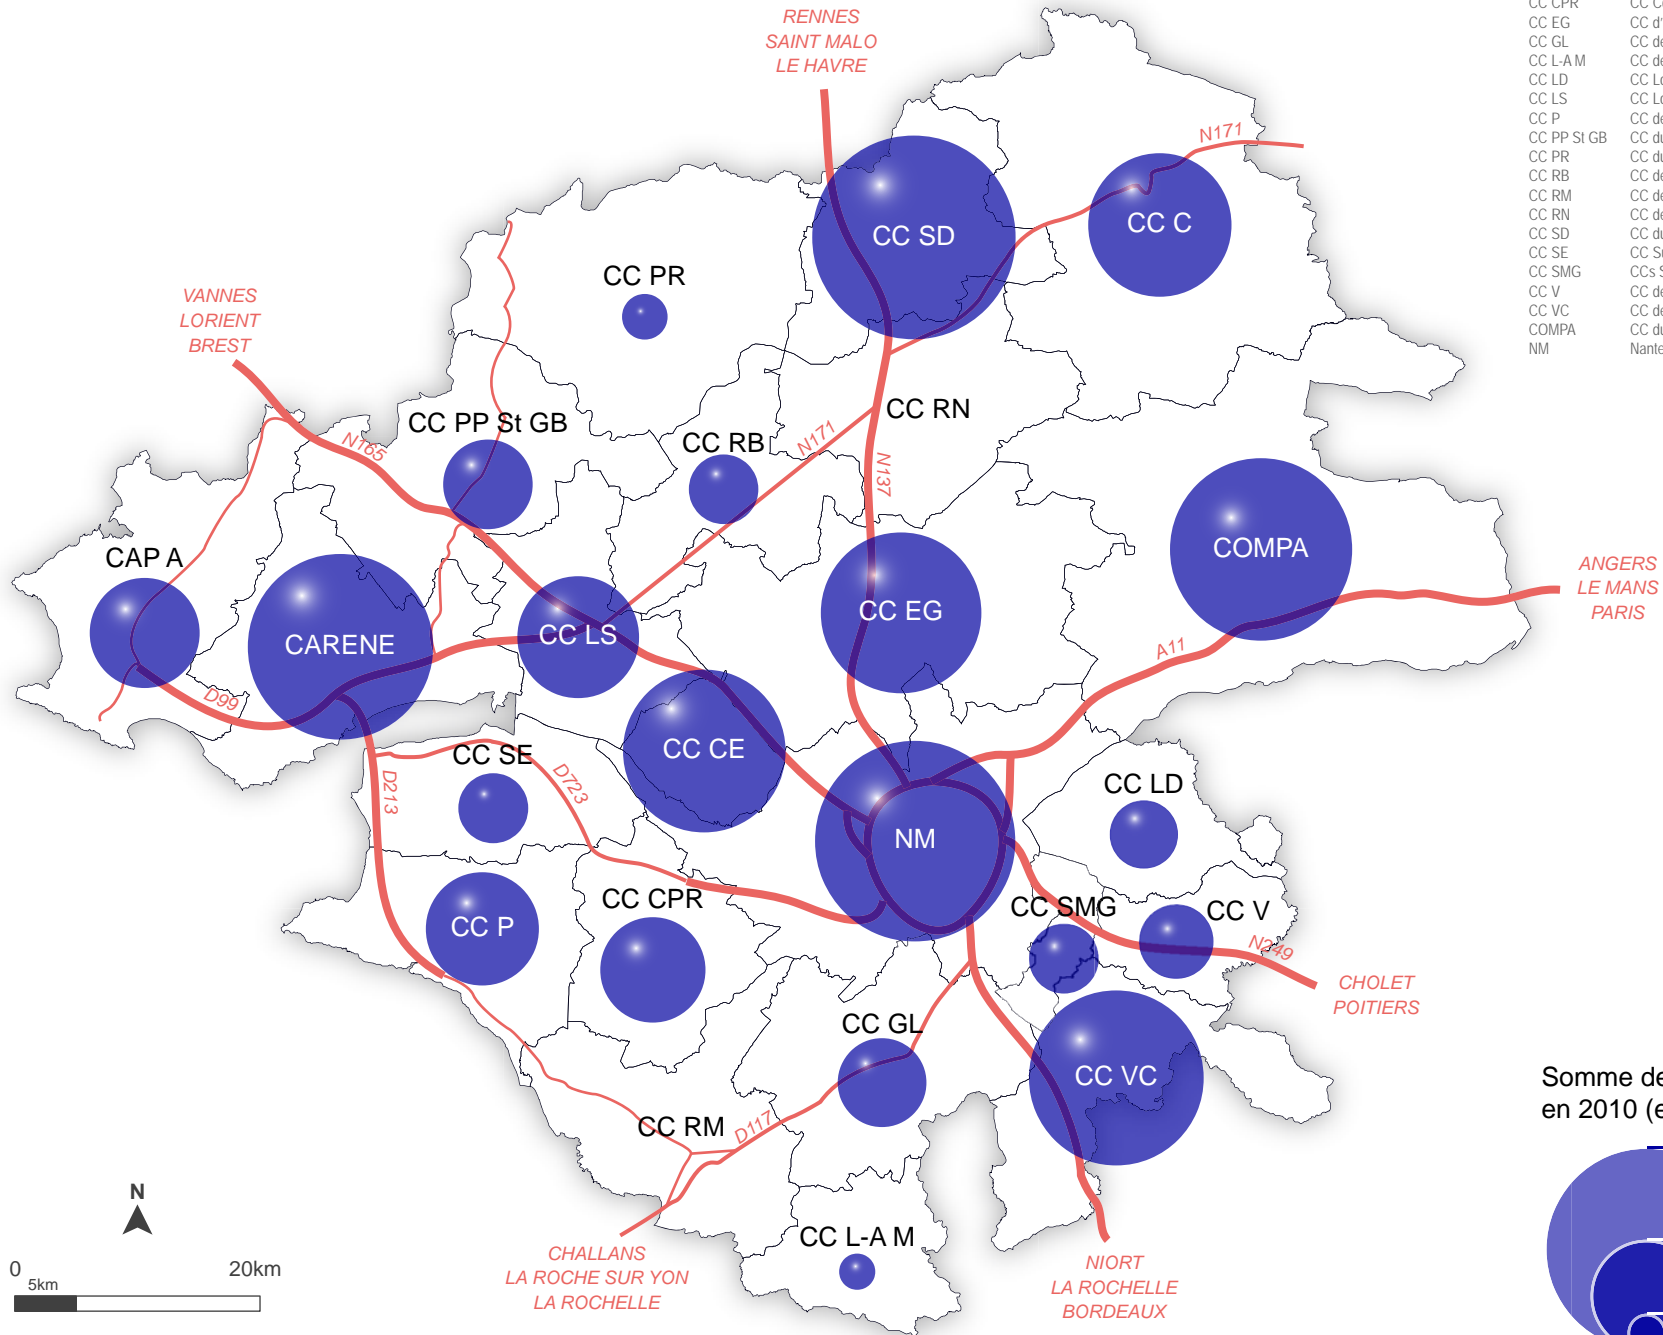 RENNES
SAINT MALO
LE HAVRE
CC CPR
CC EG
CC GL
CC L-A M
CC LD
CC LS CC
CC P
CC PP St GB
CC PR
CC RB
CC RM
CC RN
CC SD
CC SE CC
CC SMG CCs
CC V
CC VC
COMPA
NM
N171
CC C
CC SD
CC PR
VANNES
LORIENT
BREST
CC PP St GB
CC RN
CC RB
N165
N171
N137
CAP A
COMPA
CC EG
ANGERS
LE MANS
PARIS
CARENE
CC LS
A11
D99
CC CE
CC SE
D213
D723
CC LD
NM
CC CPR
CC SMG
CC V
CC P
N249
CHOLET
POITIERS
CC GL
CC VC
Somme
en 2010
CC RM
D117
N
CC L-A M
0
5km
20km
CHALLANS
LA ROCHE SUR YON
LA ROCHELLE
NIORT
LA ROCHELLE
BORDEAUX